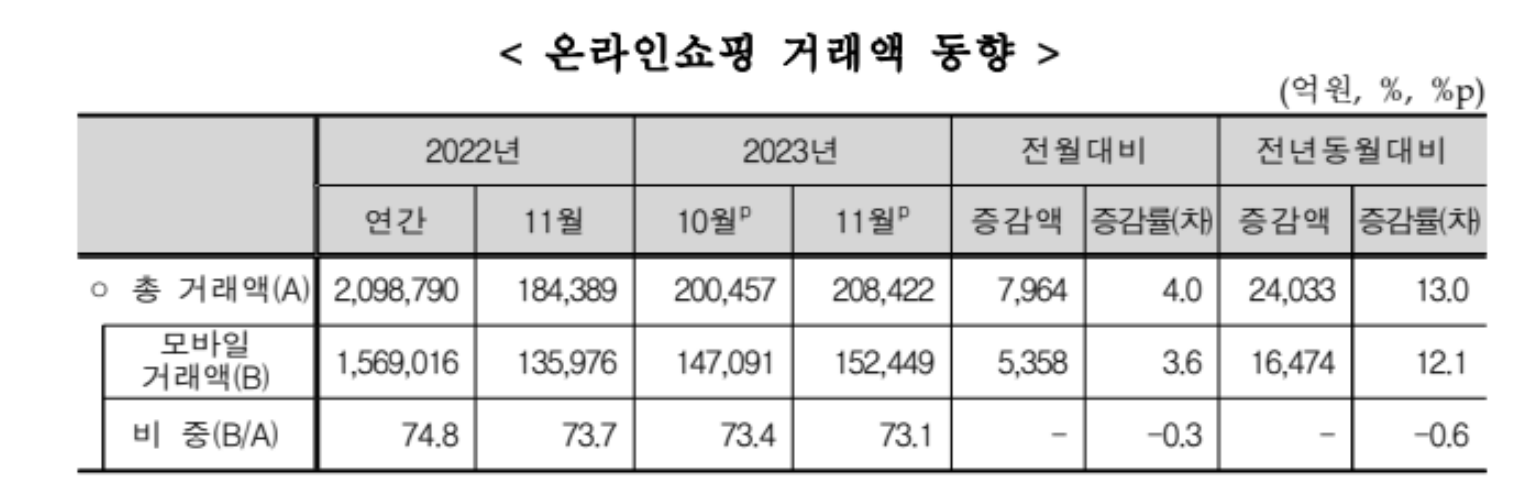 < 온라인쇼핑 거래액 동향 >
(억원, %, %p)
2022년 2023년 전월대비 전년동월대비
연간 11월 10월ᵖ 11월ᵖ 증감액 증감률(차) 증감액 증감률(차)
○ 총 거래액(A) 2,098,790 184,389 200,457 208,422 7,964 4.0 24,033 13.0
모바일
거래액(B) 1,569,016 135,976 147,091 152,449 5,358 3.6 16,474 12.1
비 중(B/A) 74.8 73.7 73.4 73.1 - -0.3 - -0.6